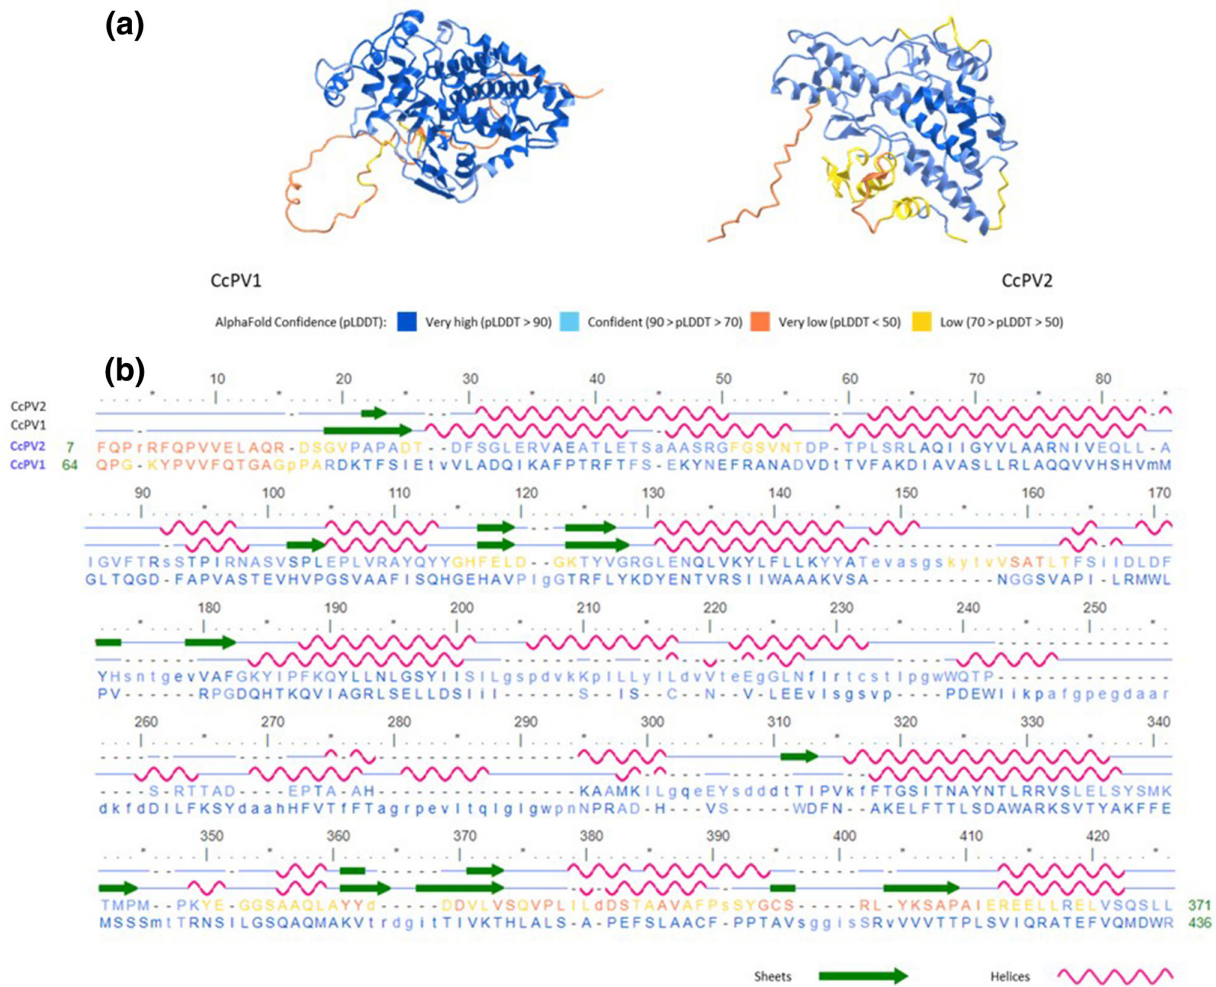 (a)
CcPV1 CcPV2
AlphaFold Confidence (pLDDT): Very high (pLDDT > 90) Confident (90 > pLDDT > 70) Very low (pLDDT < 50) Low (70 > pLDDT > 50)
(b)
10 20 30 40 50 60 70 80
CcPV2
CcPV1
CcPV2 7 FQPrRFQPVVELAQR-DSGVPAPADT--DFSGLERVAEATLETSaAASRGFGSVNTDP-TPLSRLAQIIGYVLAARNIVEQLL-A
CcPV1 64 QPG-KYPVVFQTGAGpPARDKTFSIEtvVLADQIKAFPTRFTFS-EKYNEFRANADVDtTVFAKDIAVASLLRLAQQVVHSHVmM
90 100 110 120 130 140 150 160 170
IGVFTRsSTPIRNASVSPLEPLVRAYQYYGHFELD--GKTYVGRGLENQLVKYLFLLKYYATevasgskytvVSATLTFSIIDLDF
GLTQGD-FAPVASTEVHVPGSVAAFISQHGEHAVPIgGTRFLYKDYENTVRSIIWAAAKVSA----------NGGSVAPI-LRMWL
180 190 200 210 220 230 240 250
YHsntgevVAFGKYIPFKQYLLNLGSYIISILgspdvkKpILLyILdvVteEgGLNfIrtcstIpgwWQTP--------------
PV------RPGDQHTKQVIAGRLSELLDSIii-------S--IS-C--N--V-LEEvIsgsvp----PDEWIikpafgpegdaar
260 270 280 290 300 310 320 330 340
----S-RTTAD----EPTA-AH----------------KAAMKILgqeEYsdddtTIPVkfFTGSITNAYNTLRRVSLELSYSMK
dkfdDILFKSYdaahHFVTfFTagrpevItqIgIgwpnNPRAD-H--VS-----WDFN--AKELFTTLSDAWARKSVTYAKFFE
350 360 370 380 390 400 410 420
TMPM--PKYE-GGSAAQLAYYd-----DDVLVSQVPLILdDSTAAVAFPsSYGCS-----RL-YKSAPAIEREELLRELVSQSLL 371
MSSSmtTRNSILGSQAQMAKVtrdgitTIVKTHLALS-A-PEFSLAACF-PPTAVsggisSRvVVVTTPLSVIQRATEFVQMDWR 436
Sheets Helices